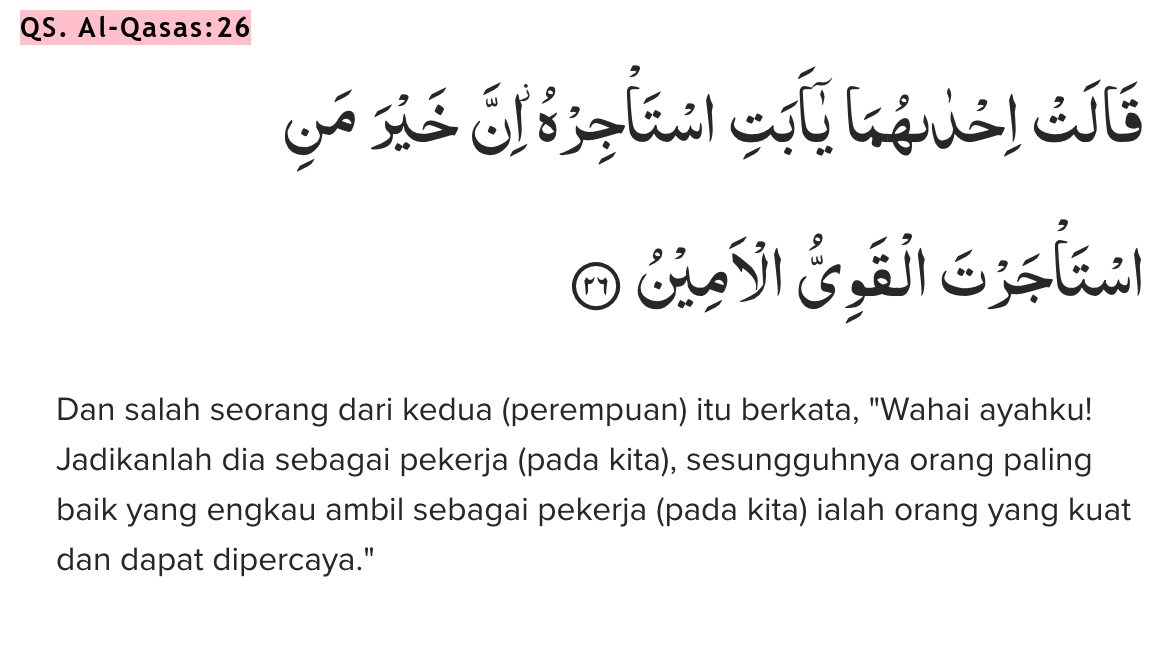 QS. Al-Qasas:26
قَالَتْ اِحْدٰىهُمَا يٰٓاَبَتِ اسْتَأْجِرْهُ ۖاِنَّ خَيْرَ مَنِ
اسْتَأْجَرْتَ الْقَوِيُّ الْاَمِيْنُ ٢٦
Dan salah seorang dari kedua (perempuan) itu berkata, "Wahai ayahku!
Jadikanlah dia sebagai pekerja (pada kita), sesungguhnya orang paling
baik yang engkau ambil sebagai pekerja (pada kita) ialah orang yang kuat
dan dapat dipercaya."